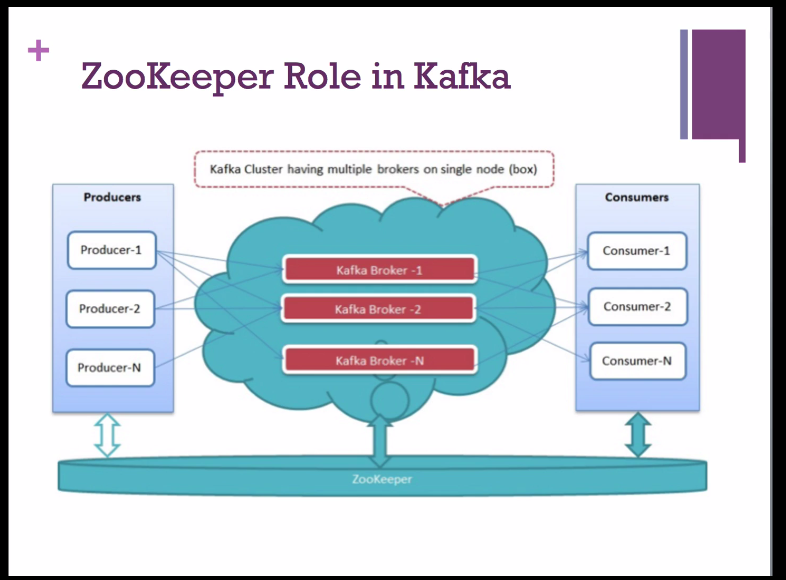 ZooKeeper Role in Kafka
Kafka Cluster having multiple brokers on single node (box)
Producers
Producer-1
Producer-2
Producer-N
Kafka Broker -1
Kafka Broker -2
Kafka Broker -N
Consumers
Consumer-1
Consumer-2
Consumer-N
ZooKeeper